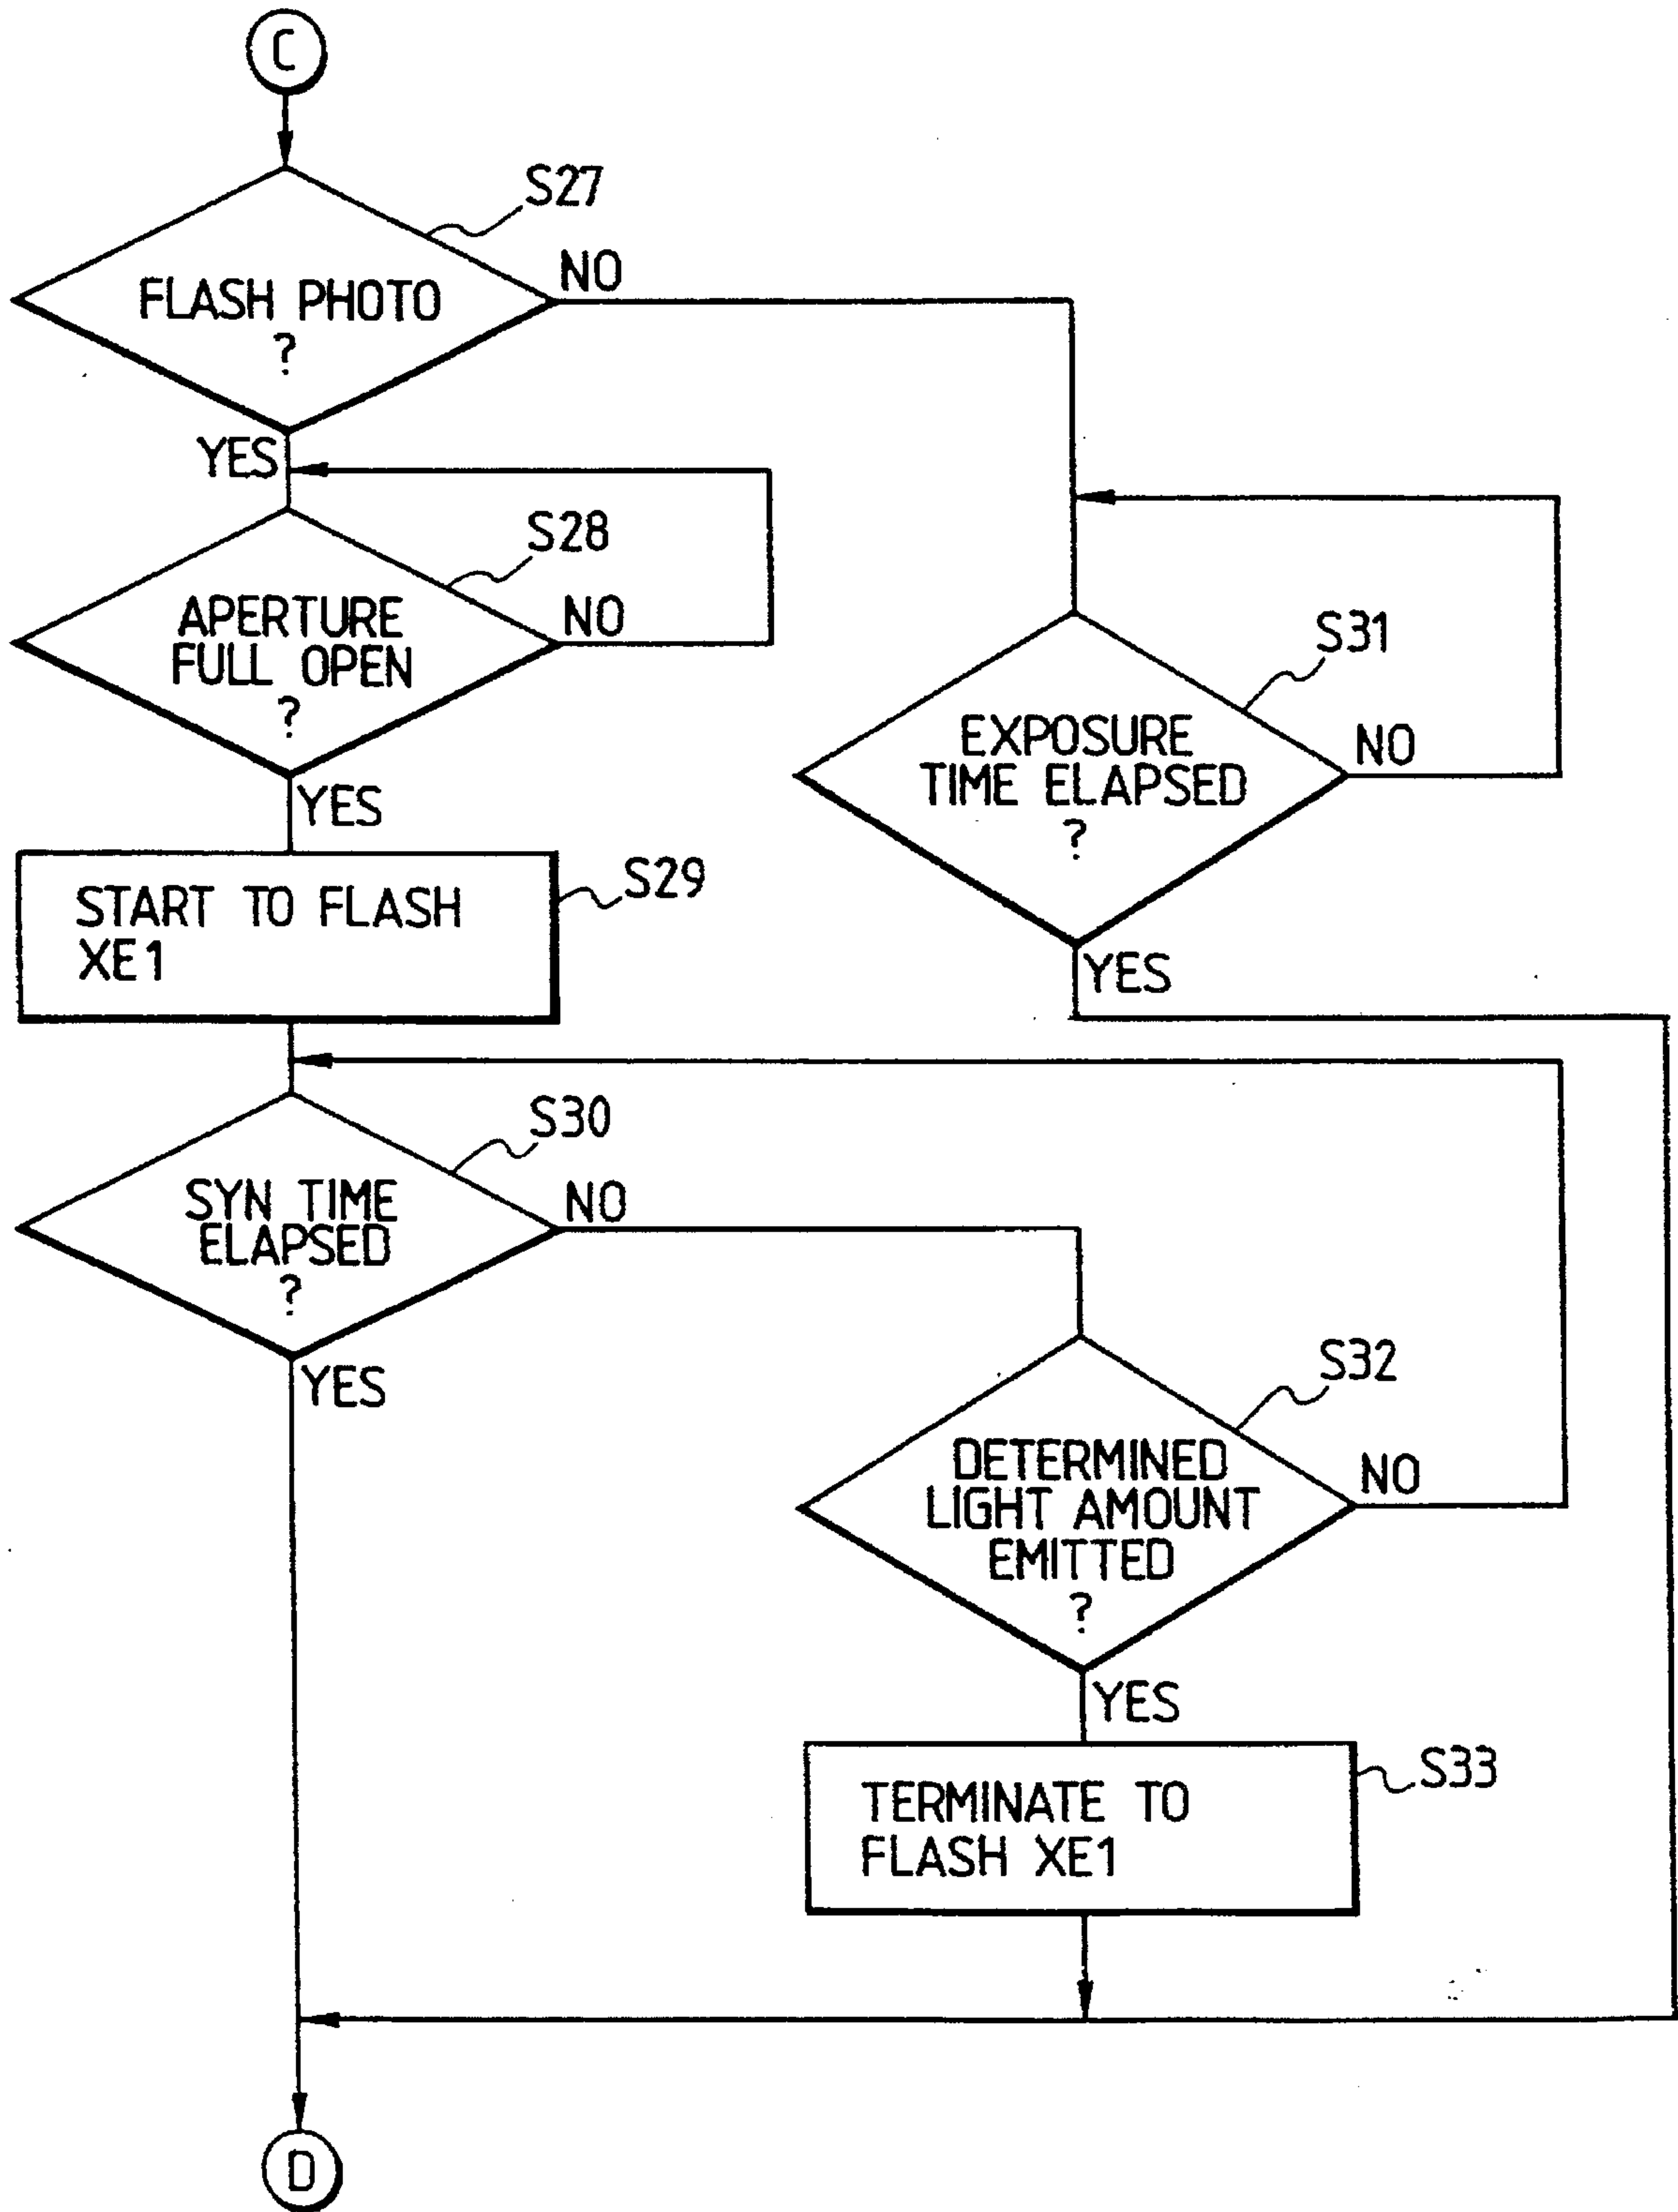 C
S27
FLASH PHOTO
?
NO
YES
S28
APERTURE
FULL OPEN
?
NO
YES
S31
EXPOSURE
TIME ELAPSED
?
NO
YES
S29
START TO FLASH
XE1
S30
SYN TIME
ELAPSED
?
NO
YES
S32
DETERMINED
LIGHT AMOUNT
EMITTED
?
NO
YES
S33
TERMINATE TO
FLASH XE1
D